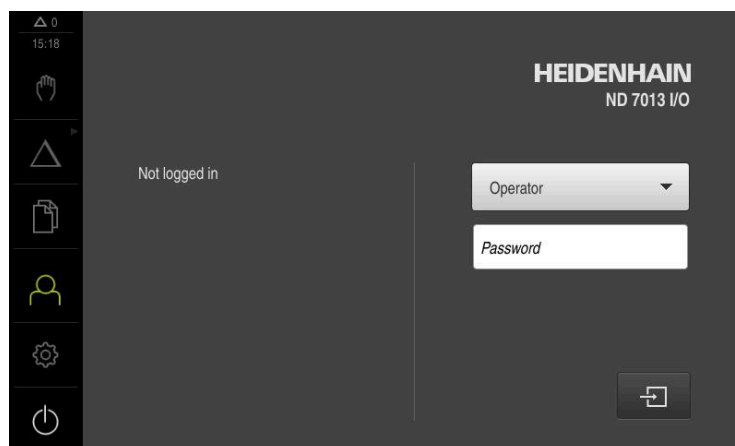 0
15:18
HEIDENHAIN
ND 7013 I/O
Not logged in
Operator
Password